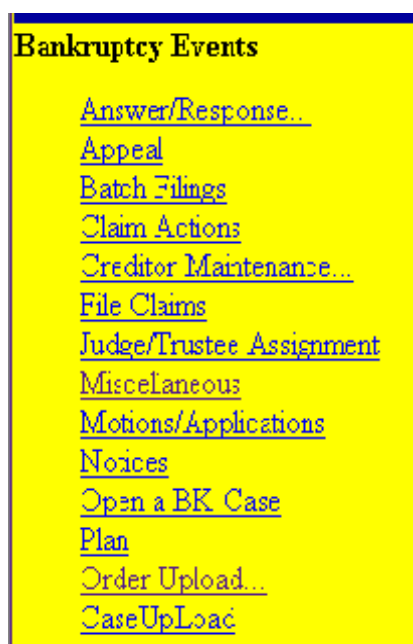 Bankruptcy Events
Answer/Response...
Appeal
Batch Filings
Claim Actions
Creditor Maintenance...
File Claims
Judge/Trustee Assignment
Miscellaneous
Motions/Applications
Notices
Open a BK Case
Plan
Order Upload...
CaseUpLoad